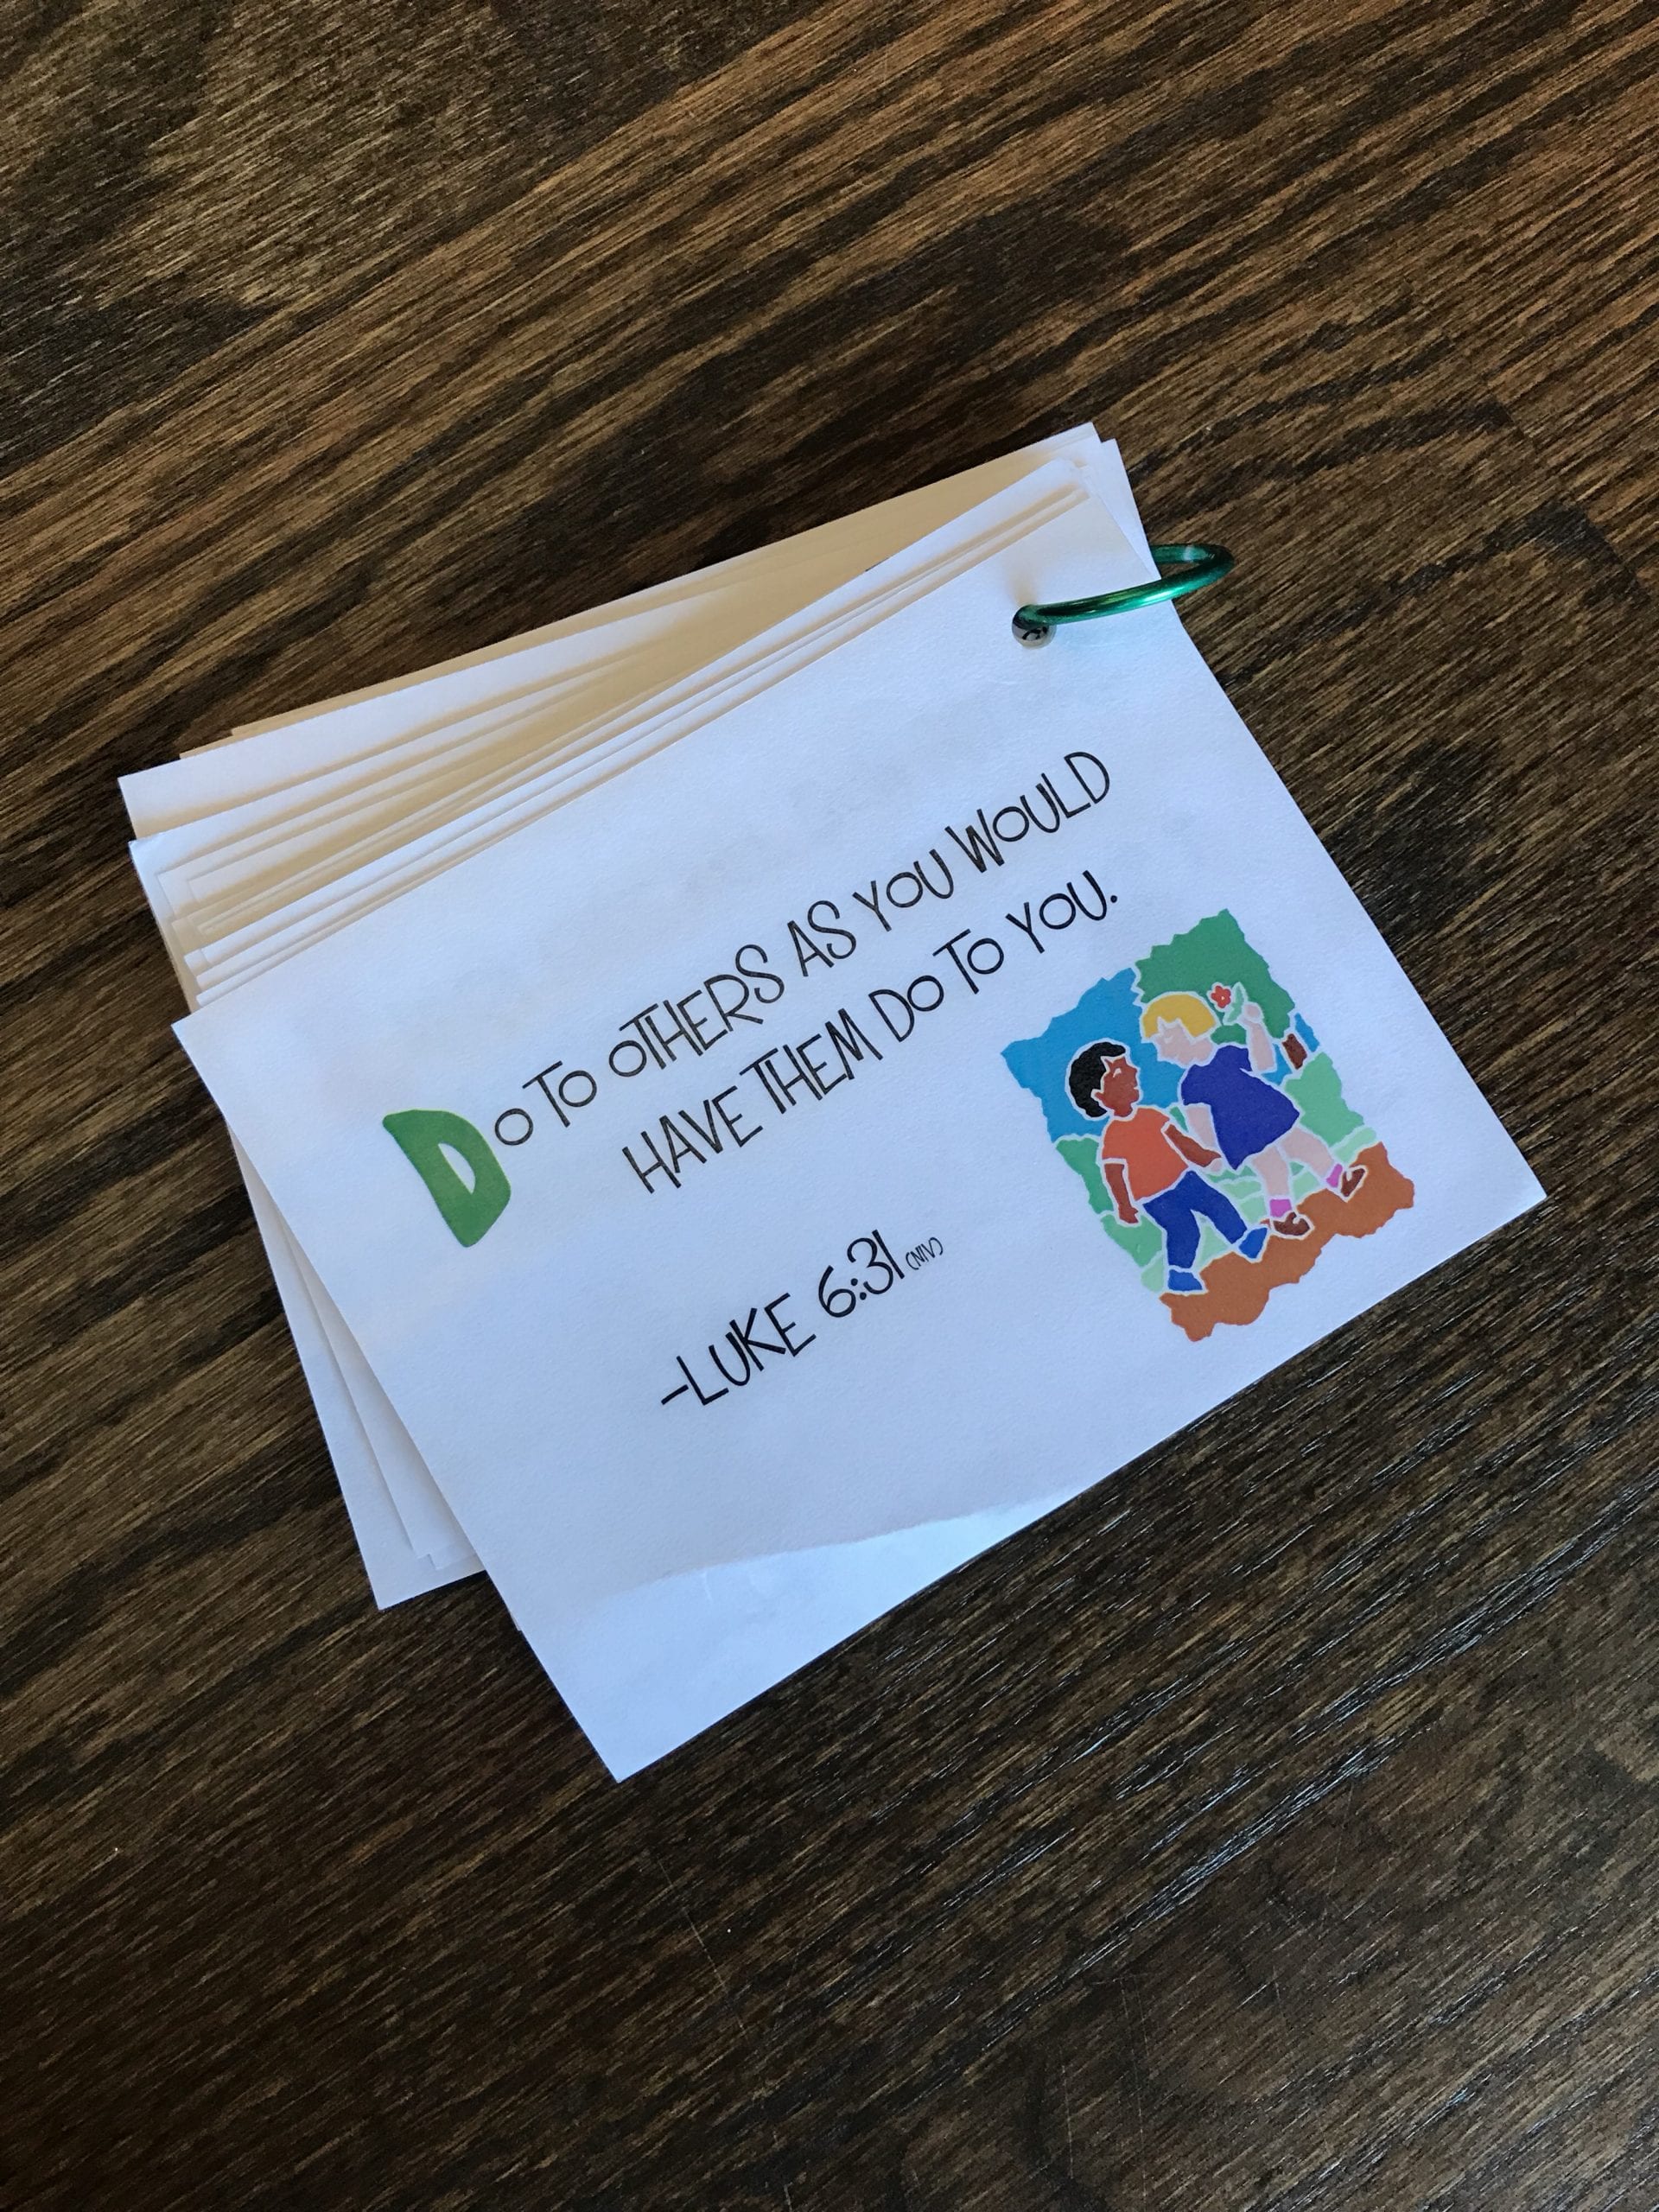 DO TO OTHERS AS YOU WOULD
HAVE THEM DO TO YOU.
-LUKE 6:31 (NIV)